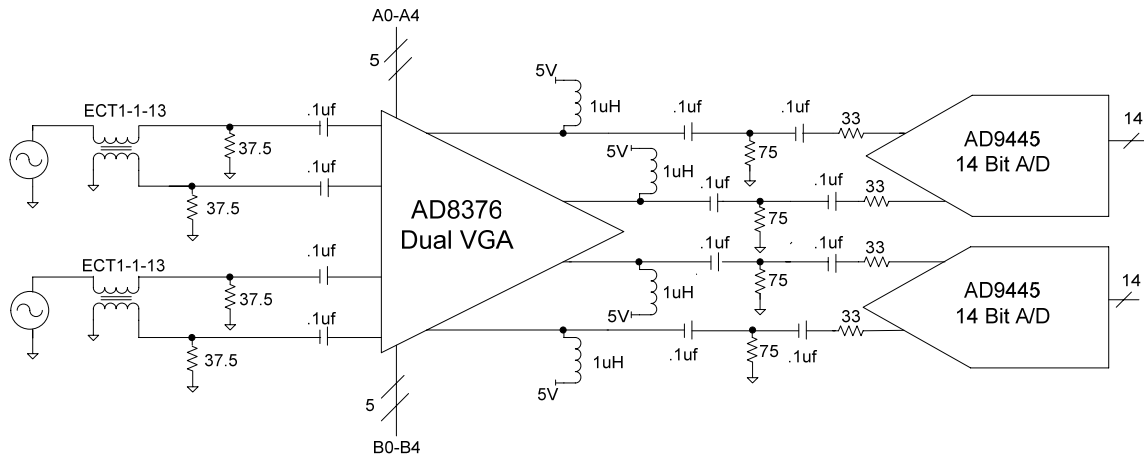 A0-A4
5
5V
1uH
ECT1-1-13
.1uf
.1uf
.1uf
33
37.5
75
AD9445
14 Bit A/D
14
5V
1uH
.1uf
.1uf
.1uf
33
37.5
75
AD8376
Dual VGA
ECT1-1-13
.1uf
.1uf
.1uf
33
37.5
75
1uH
5V
AD9445
14 Bit A/D
14
.1uf
33
37.5
.1uf
75
.1uf
1uH
5V
5
B0-B4